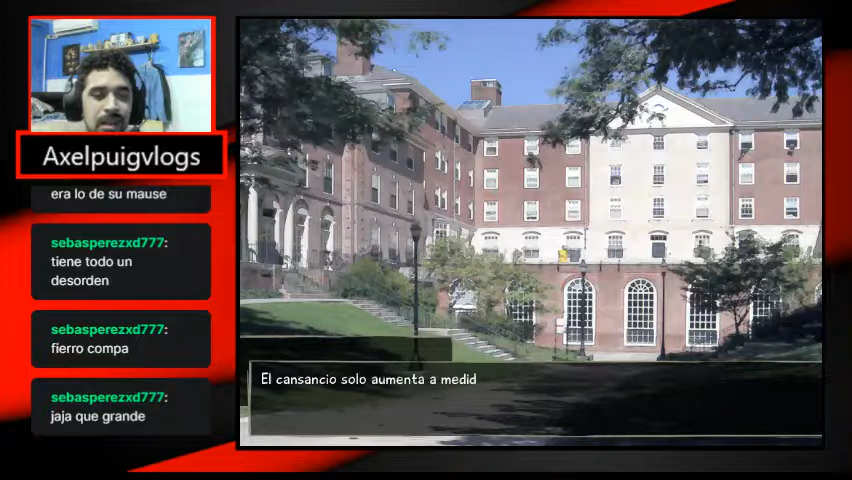 Axelpuigvlogs
era lo de su mause
sebasperezxd777:
tiene todo un
desorden
sebasperezxd777:
fierro compa
sebasperezxd777:
jaja que grande
El cansancio solo aumenta a medid